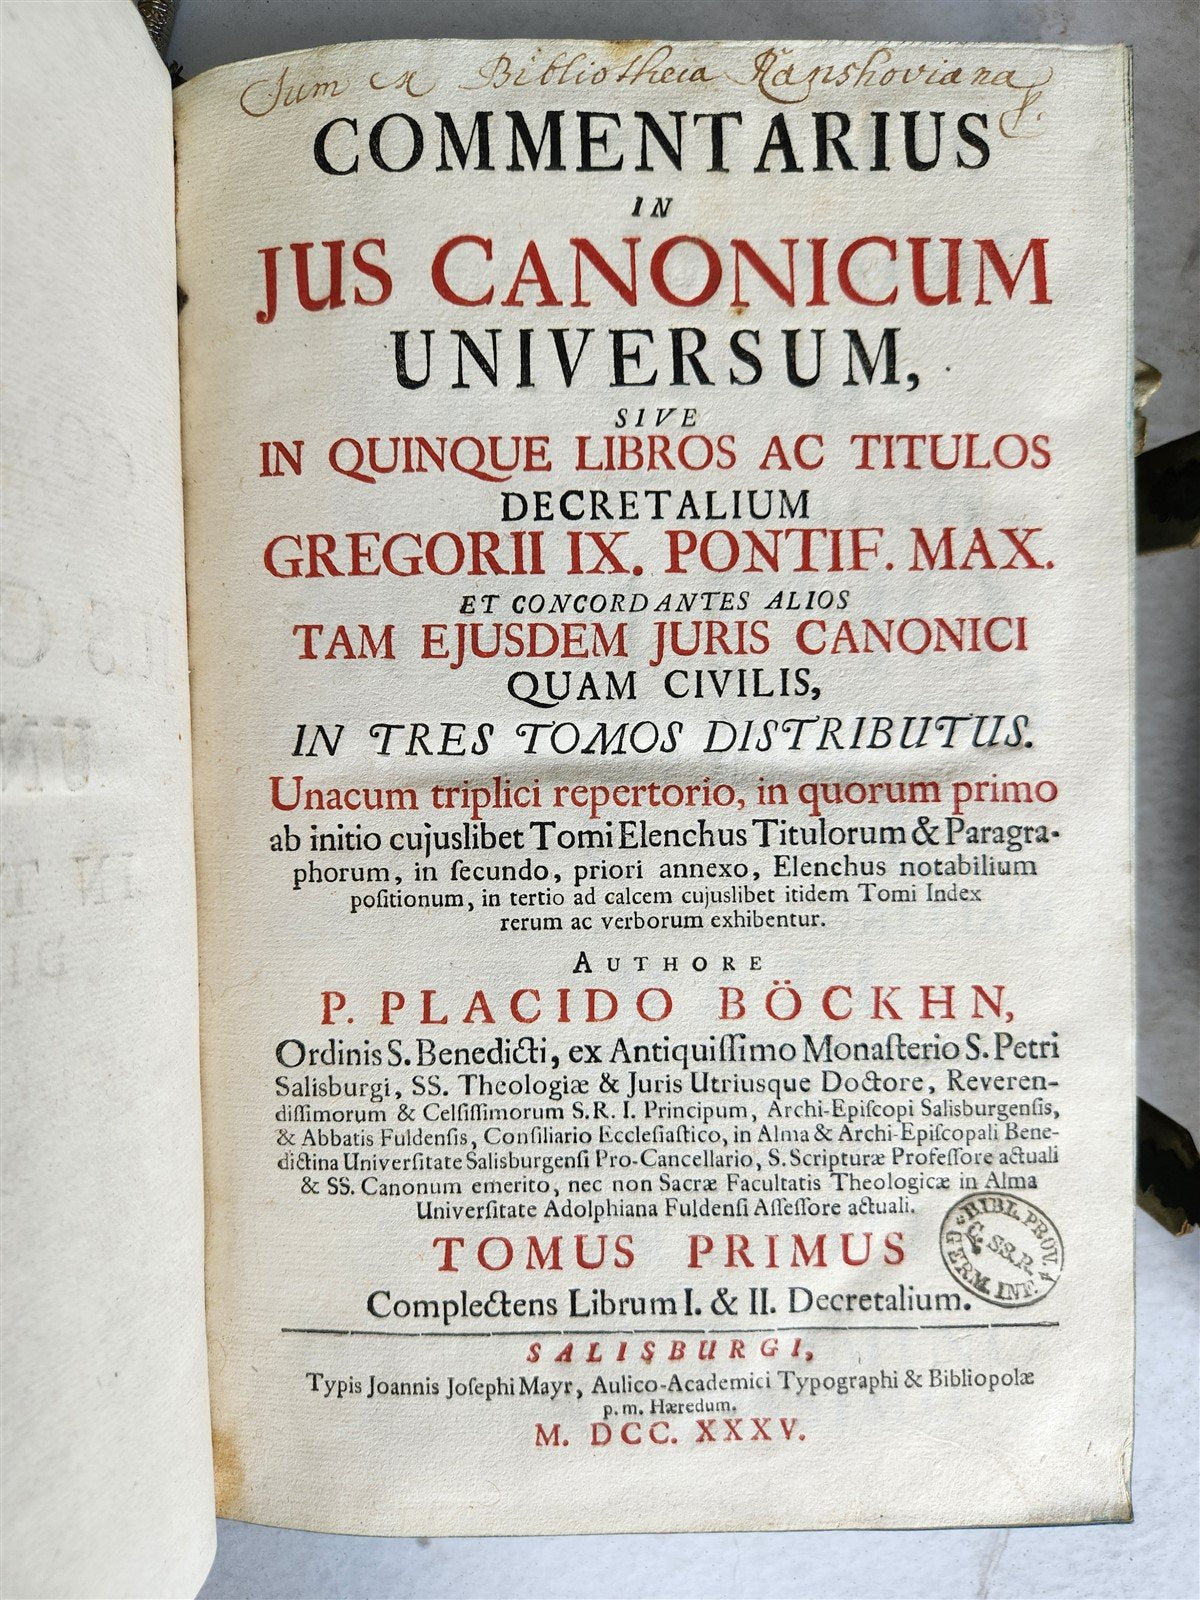 Sum ex Bibliotheca Ranshoviana
COMMENTARIUS
IN
JUS CANONICUM
UNIVERSUM,
SIVE
IN QUINQUE LIBROS AC TITULOS
DECRETALIUM
GREGORII IX. PONTIF. MAX.
ET CONCORDANTES ALIOS
TAM EJUSDEM JURIS CANONICI
QUAM CIVILIS,
IN TRES TOMOS DISTRIBUTUS.
Unacum triplici repertorio, in quorum primo
ab initio cujuslibet Tomi Elenchus Titulorum & Paragra-
phorum, in ſecundo, priori annexo, Elenchus notabilium
poſitionum, in tertio ad calcem cujuslibet itidem Tomi Index
rerum ac verborum exhibentur.
AUTHORE
P. PLACIDO BÖCKHN,
Ordinis S. Benedicti, ex Antiquiſſimo Monaſterio S. Petri
Salisburgi, SS. Theologiæ & Juris Utriusque Doctore, Reveren-
diſſimorum & Celſiſſimorum S. R. I. Principum, Archi-Epiſcopi Salisburgenſis,
& Abbatis Fuldenſis, Conſiliario Eccleſiaſtico, in Alma & Archi-Epiſcopali Bene-
dictina Univerſitate Salisburgenſi Pro-Cancellario, S. Scripturæ Profeſſore actuali
& SS. Canonum emerito, nec non Sacræ Facultatis Theologicæ in Alma
Univerſitate Adolphiana Fuldenſi Aſſeſſore actuali.
TOMUS PRIMUS
Complectens Librum I. & II. Decretalium.
BIBL. PROV.
C. SS. R.
GERM. INF.
SALISBURGI,
Typis Joannis Joſephi Mayr, Aulico-Academici Typographi & Bibliopolæ
p. m. Hæredum.
M. DCC. XXXV.